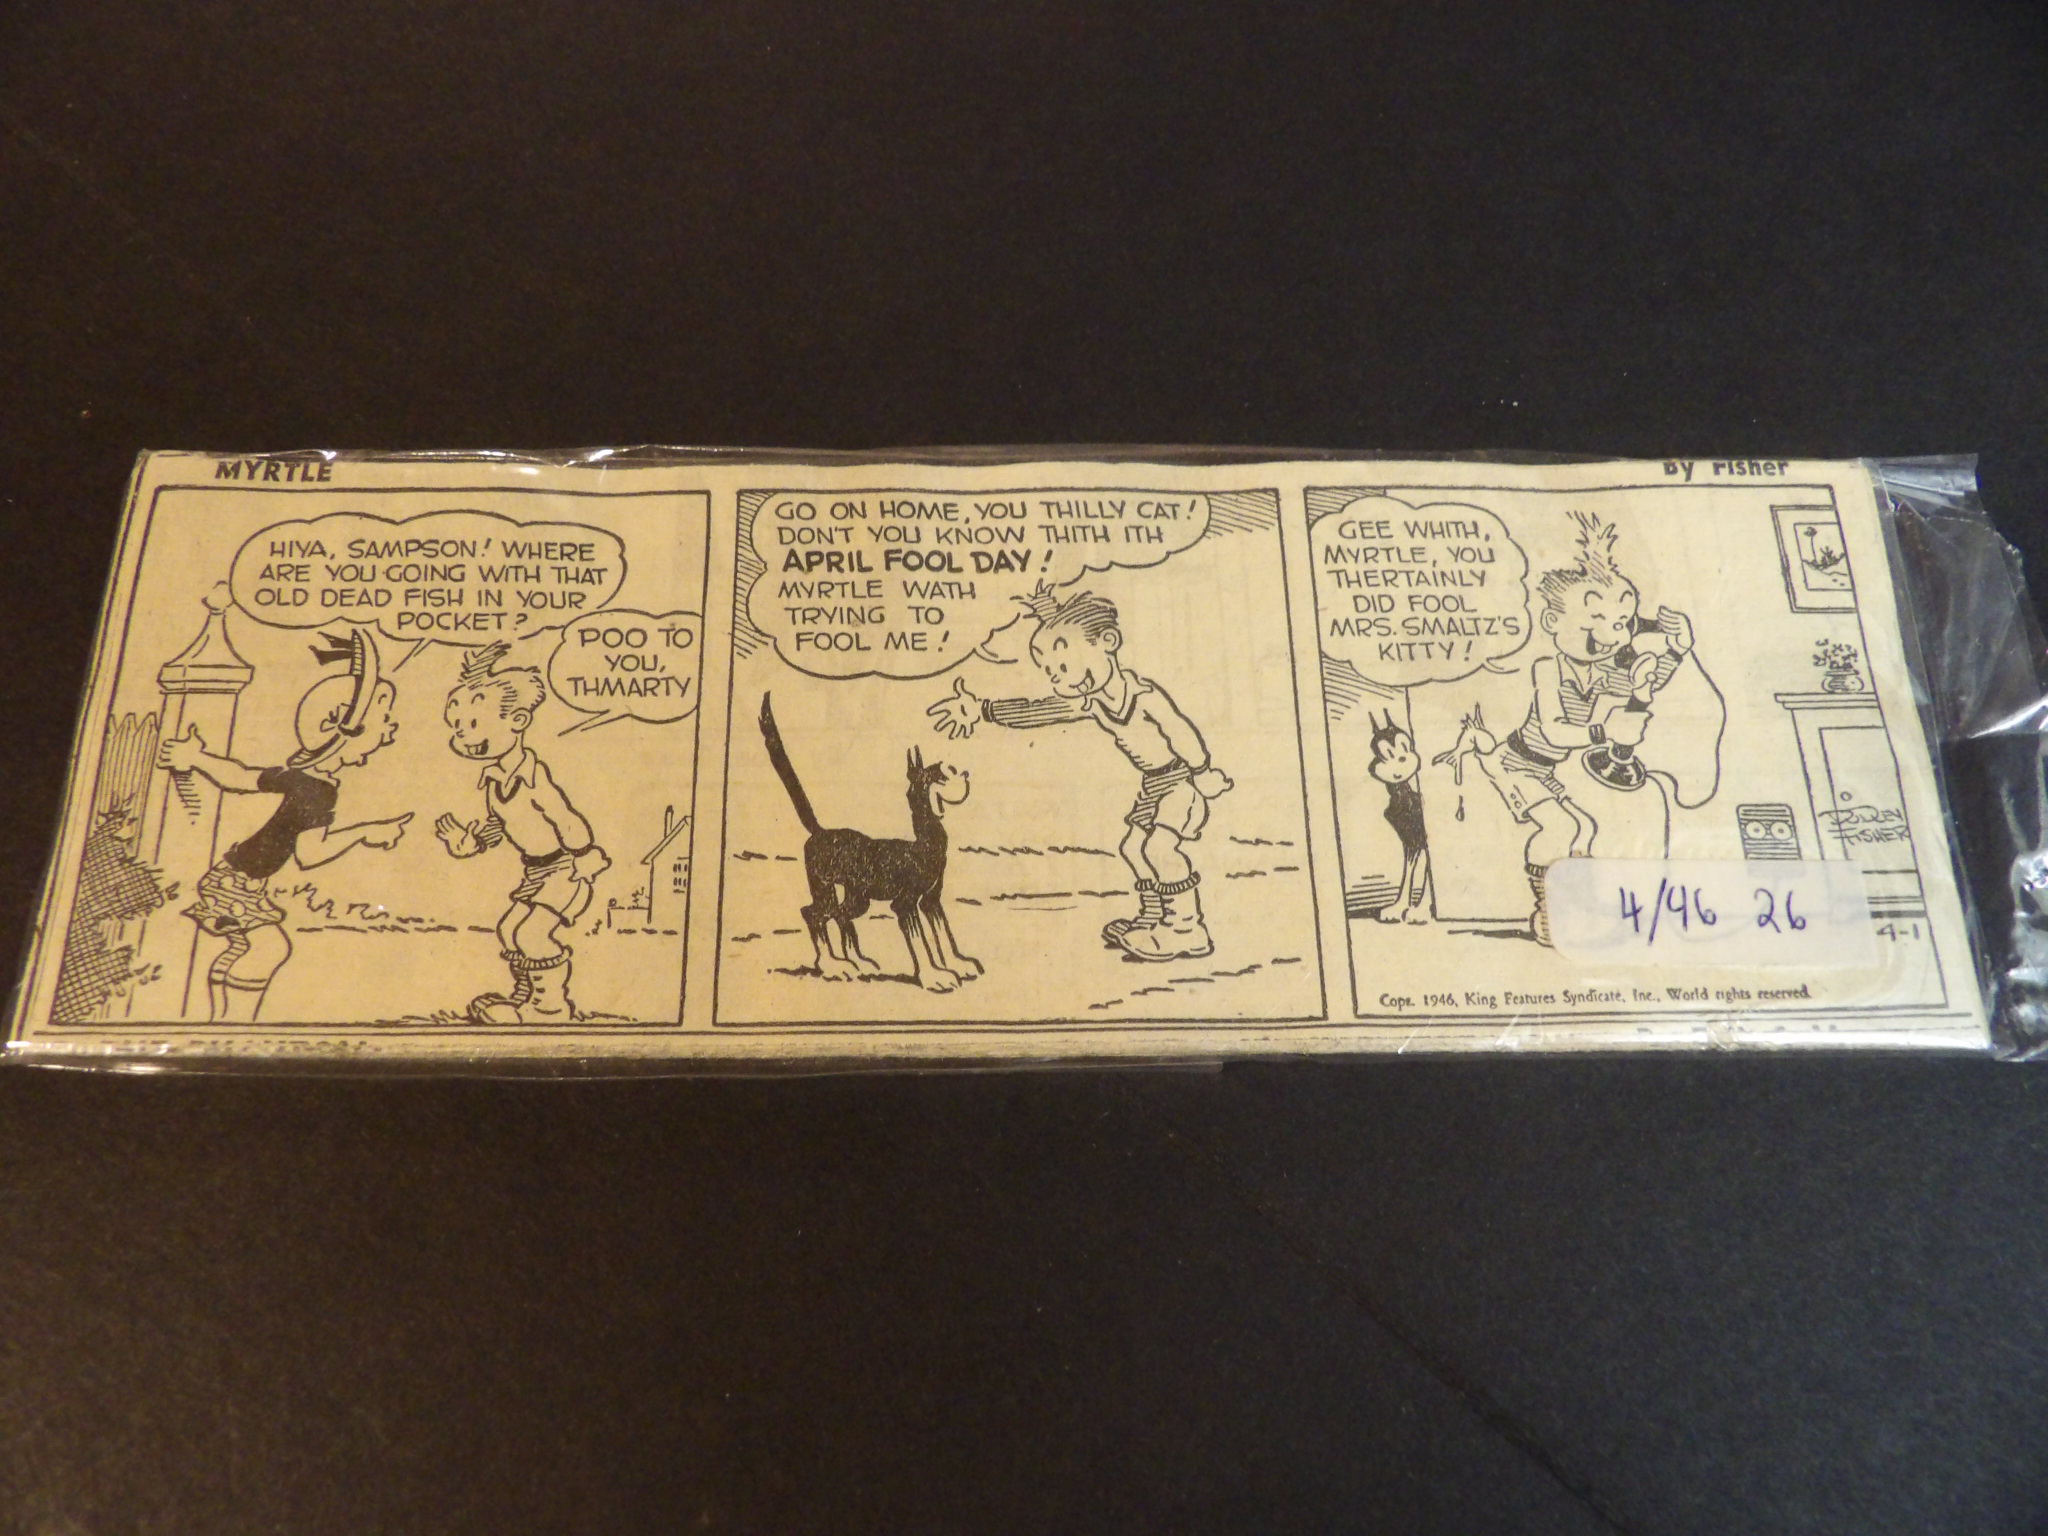 MYRTLE
By Fisher
HIYA, SAMPSON! WHERE
ARE YOU GOING WITH THAT
OLD DEAD FISH IN YOUR
POCKET?
POO TO
YOU,
THMARTY
GO ON HOME, YOU THILLY CAT!
DON'T YOU KNOW THITH ITH
APRIL FOOL DAY!
MYRTLE WATH
TRYING TO
FOOL ME!
GEE WHITH,
MYRTLE, YOU
THERTAINLY
DID FOOL
MRS. SMALTZ'S
KITTY!
DUDLEY
FISHER
4/46 26
4-1
Copr. 1946, King Features Syndicate, Inc., World rights reserved.